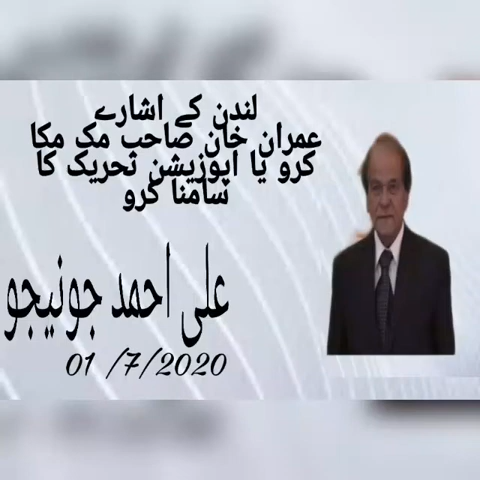 لندن کے اشارے
عمران خان صاحب مک مکا
کرو یا اپوزیشن تحریک کا
سامنا کرو
علی احمد جونیجو
01 /7/2020